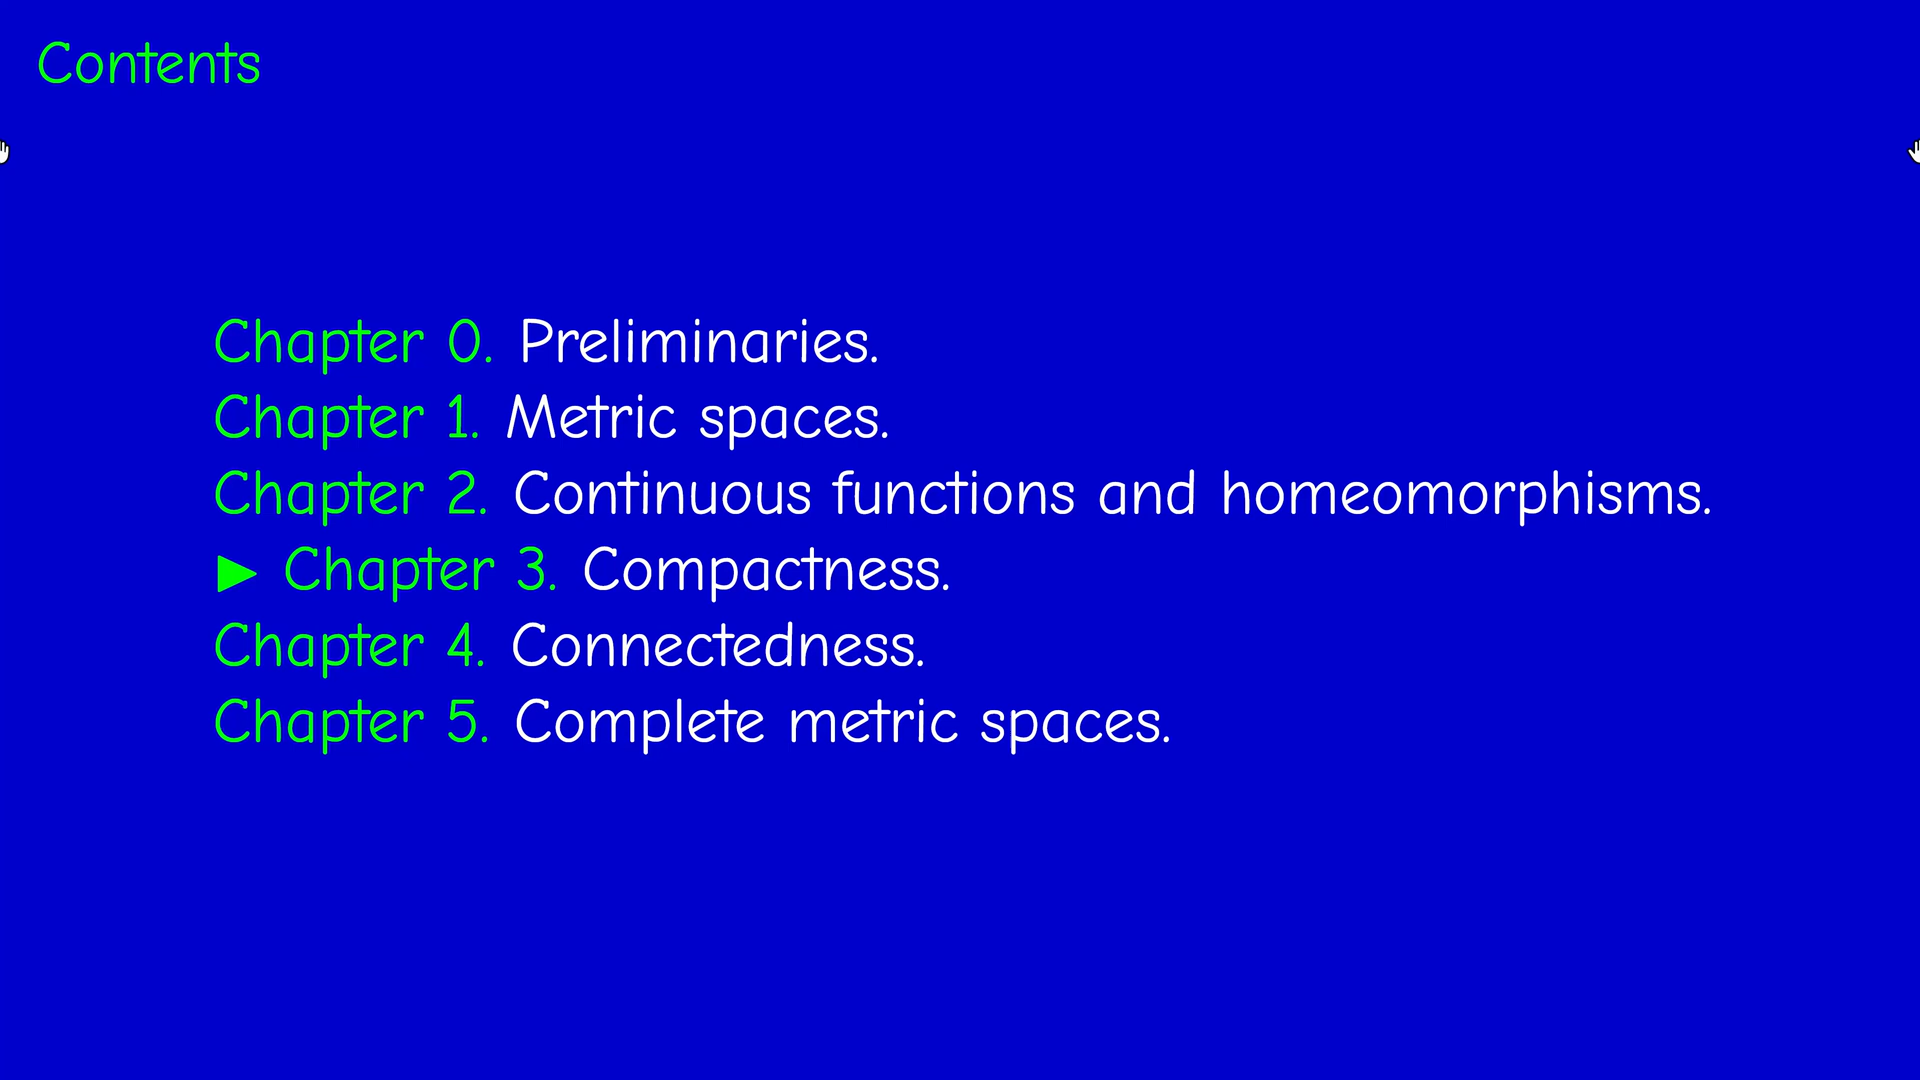 Contents
Chapter 0. Preliminaries.
Chapter 1. Metric spaces.
Chapter 2. Continuous functions and homeomorphisms.
▶ Chapter 3. Compactness.
Chapter 4. Connectedness.
Chapter 5. Complete metric spaces.